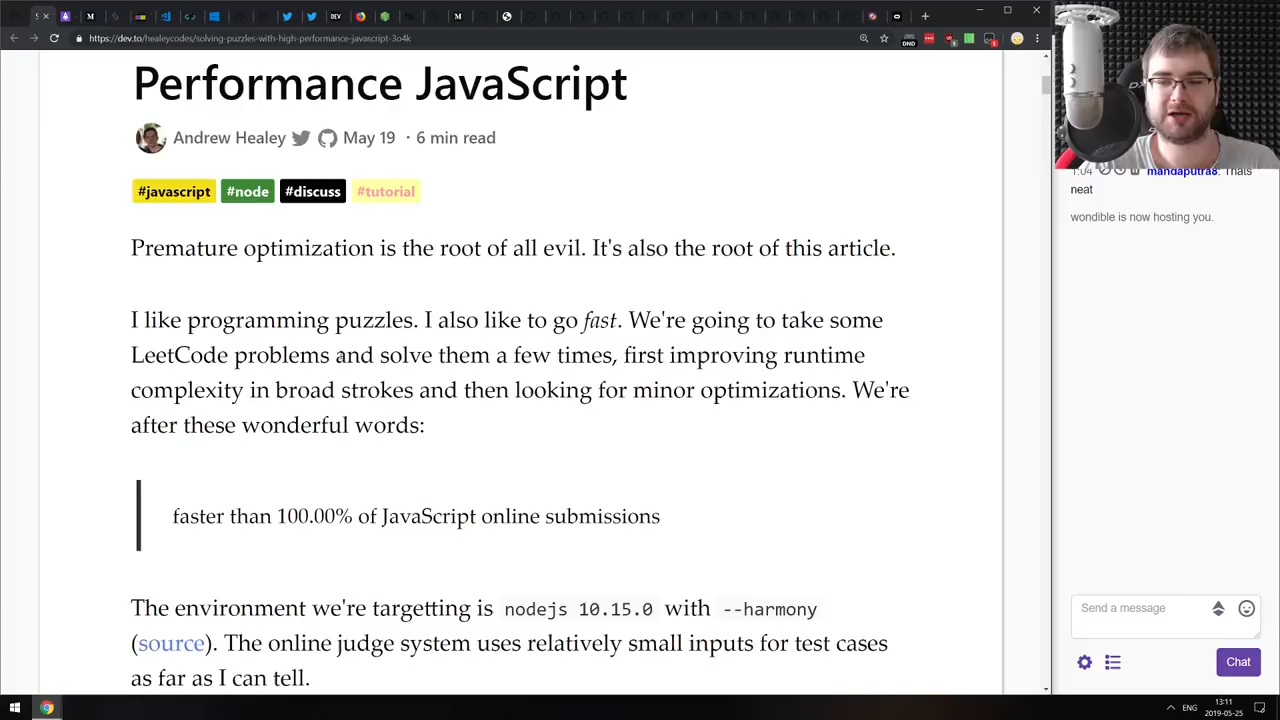 https://dev.to/healeycodes/solving-puzzles-with-high-performance-javascript-3o4k
Performance JavaScript
Andrew Healey May 19 · 6 min read
#javascript #node #discuss #tutorial
Premature optimization is the root of all evil. It's also the root of this article.
I like programming puzzles. I also like to go fast. We're going to take some
LeetCode problems and solve them a few times, first improving runtime
complexity in broad strokes and then looking for minor optimizations. We're
after these wonderful words:
faster than 100.00% of JavaScript online submissions
The environment we're targetting is nodejs 10.15.0 with --harmony
(source). The online judge system uses relatively small inputs for test cases
as far as I can tell.
1:04 mandaputra8: Thats
neat
wondible is now hosting you.
Send a message
Chat
ENG
13:11
2019-05-25